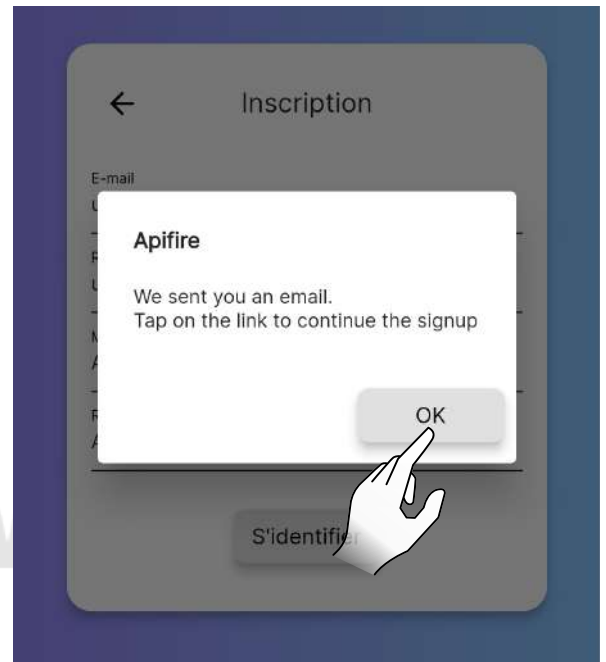 Inscription
E-mail
Apifire
We sent you an email.
Tap on the link to continue the signup
OK
S'identifier